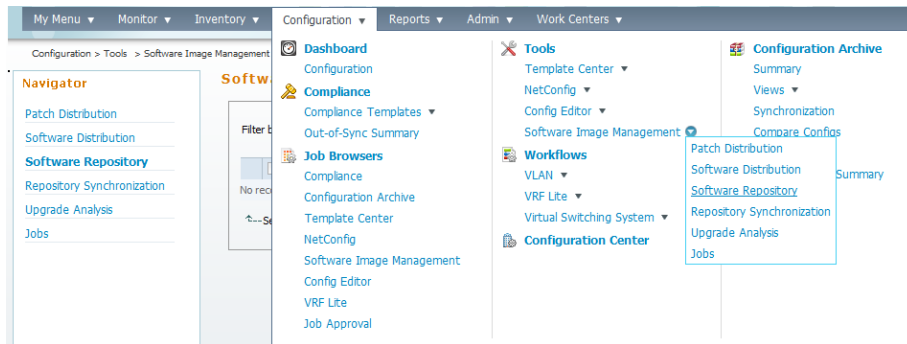 My Menu ▼ Monitor ▼ Inventory ▼ Configuration ▼ Reports ▼ Admin ▼ Work Centers ▼
Configuration > Tools > Software Image Management
Navigator
Patch Distribution
Software Distribution
Software Repository
Repository Synchronization
Upgrade Analysis
Jobs
Softw
Filter b
No rec
Se
Dashboard
Configuration
Compliance
Compliance Templates ▼
Out-of-Sync Summary
Job Browsers
Compliance
Configuration Archive
Template Center
NetConfig
Software Image Management
Config Editor
VRF Lite
Job Approval
Tools
Template Center ▼
NetConfig ▼
Config Editor ▼
Software Image Management
Workflows
VLAN ▼
VRF Lite ▼
Virtual Switching System ▼
Configuration Center
Patch Distribution
Software Distribution
Software Repository
Repository Synchronization
Upgrade Analysis
Jobs
Configuration Archive
Summary
Views ▼
Synchronization
Compare Configs
Summary